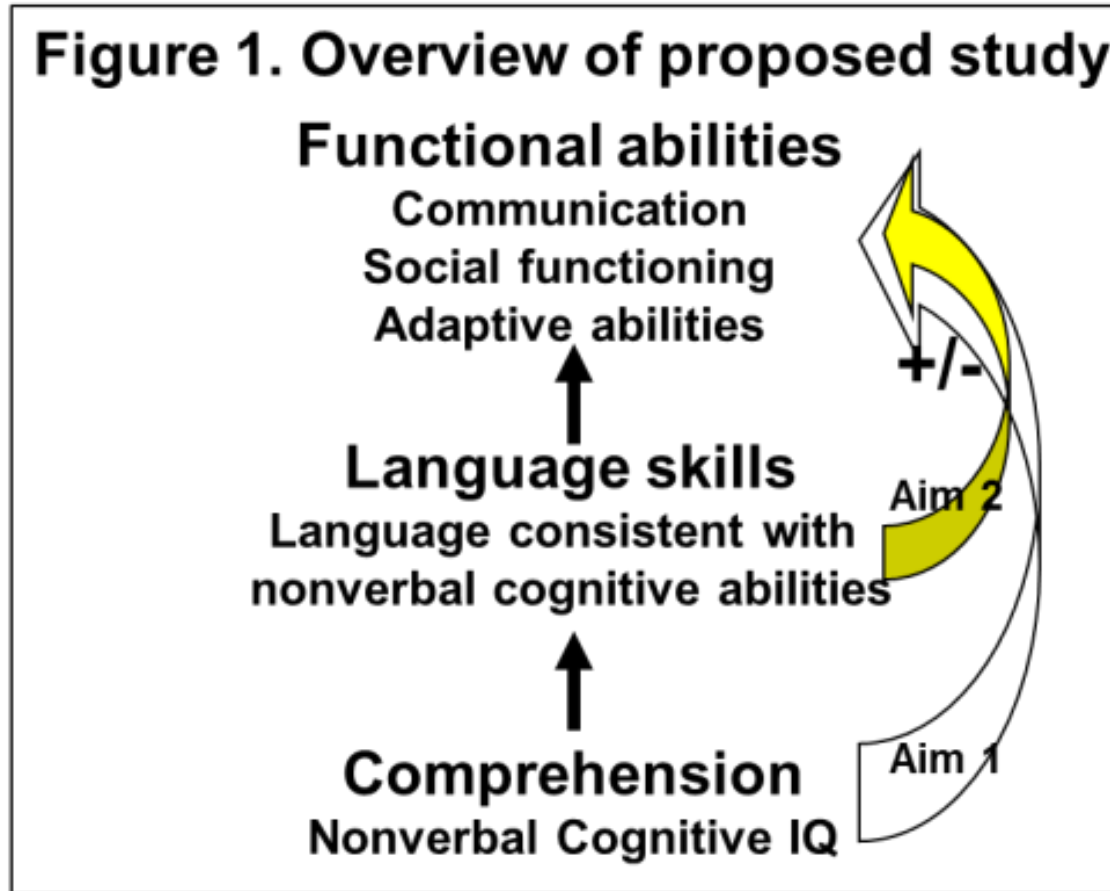 Figure 1. Overview of proposed study
Functional abilities
Communication
Social functioning
Adaptive abilities
+/-
Language skills
Aim 2
Language consistent with
nonverbal cognitive abilities
Comprehension
Aim 1
Nonverbal Cognitive IQ